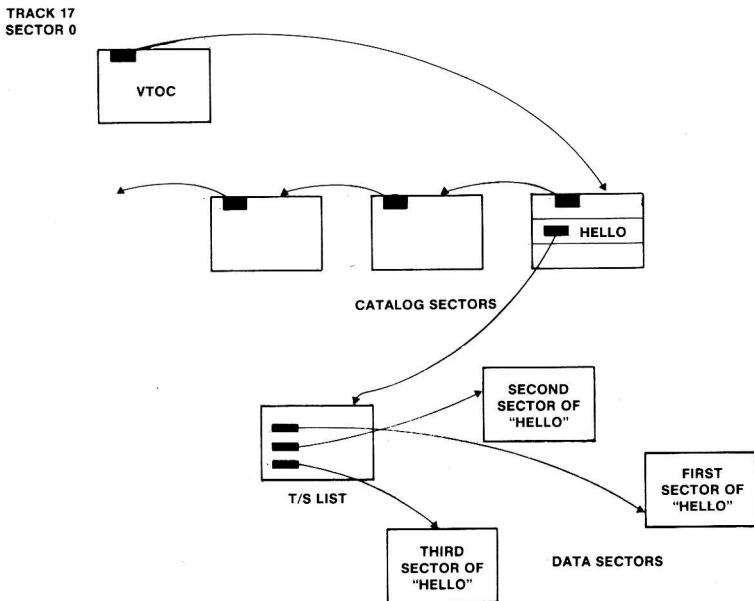 TRACK 17
SECTOR 0
VTOC
HELLO
CATALOG SECTORS
SECOND
SECTOR OF
"HELLO"
FIRST
SECTOR OF
"HELLO"
T/S LIST
THIRD
SECTOR OF
"HELLO"
DATA SECTORS